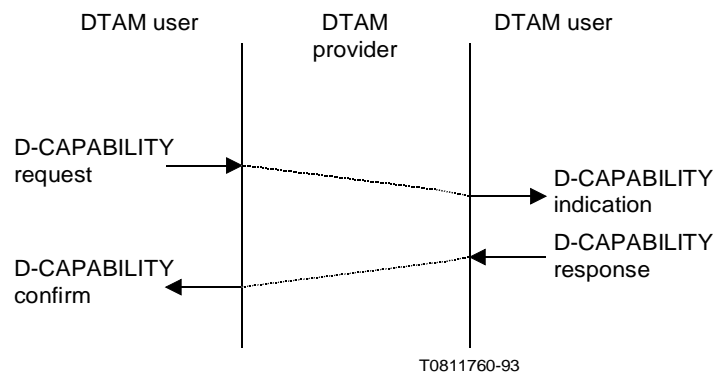 DTAM user
DTAM
provider
DTAM user
D-CAPABILITY
request
D-CAPABILITY
indication
D-CAPABILITY
response
D-CAPABILITY
confirm
T0811760-93